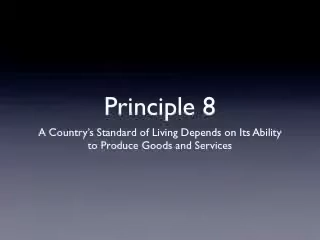 Principle 8
A Country's Standard of Living Depends on Its Ability
to Produce Goods and Services